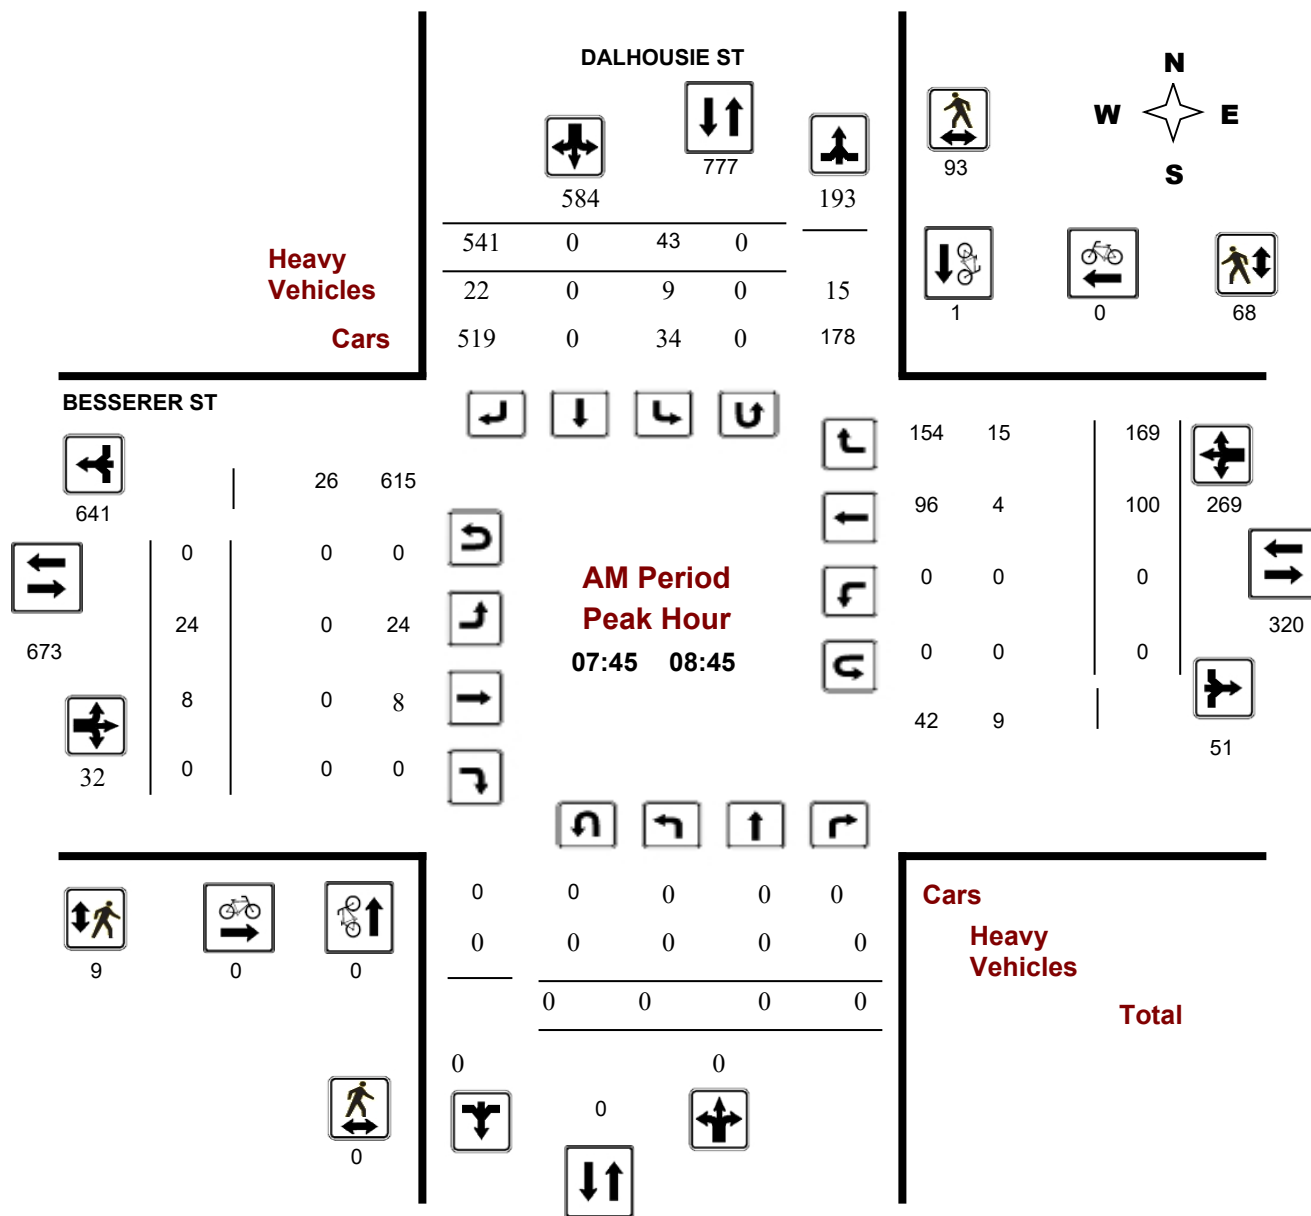 DALHOUSIE ST
N
W E
S
777
93
584 193
541 0 43 0
Heavy
Vehicles
22 0 9 0 15
1 0 68
Cars
519 0 34 0 178
BESSERER ST
154 15 169
26 615
641
96 4 100 269
0 0 0
AM Period
0 0 0
Peak Hour
24 0 24
320
673
07:45 08:45
0 0 0
8 0 8
42 9
51
32
0 0 0
0 0 0 0 0
Cars
0 0 0 0 0
Heavy
Vehicles
9 0 0
0 0 0 0
Total
0 0
0
0